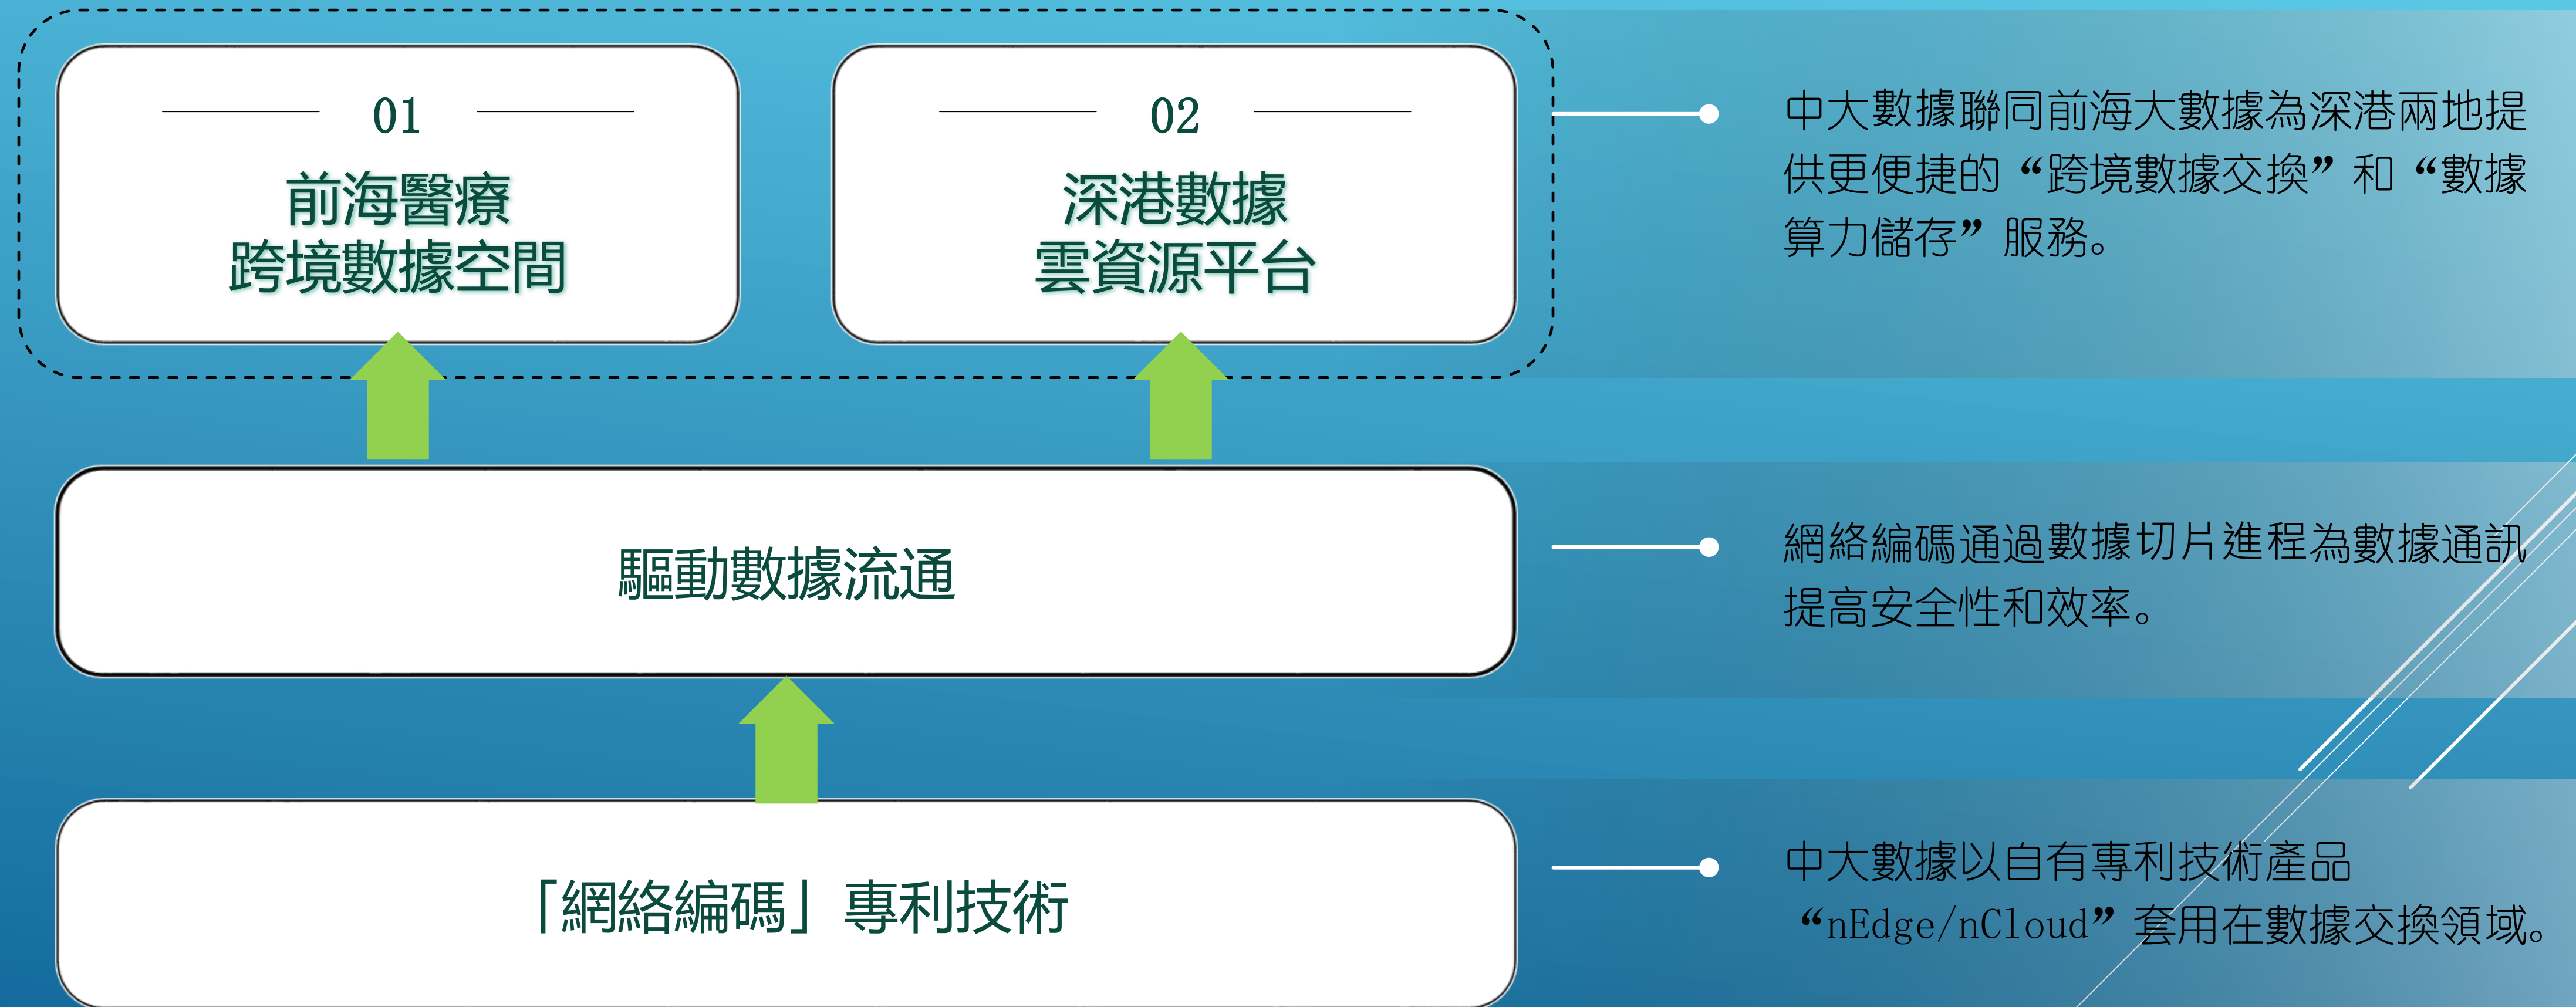 01
前海醫療
跨境數據空間
02
深港數據
雲資源平台
中大數據聯同前海大數據為深港兩地提
供更便捷的“跨境數據交換”和“數據
算力儲存”服務。
驅動數據流通
網絡編碼通過數據切片進程為數據通訊
提高安全性和效率。
「網絡編碼」專利技術
中大數據以自有專利技術產品
“nEdge/nCloud”套用在數據交換領域。